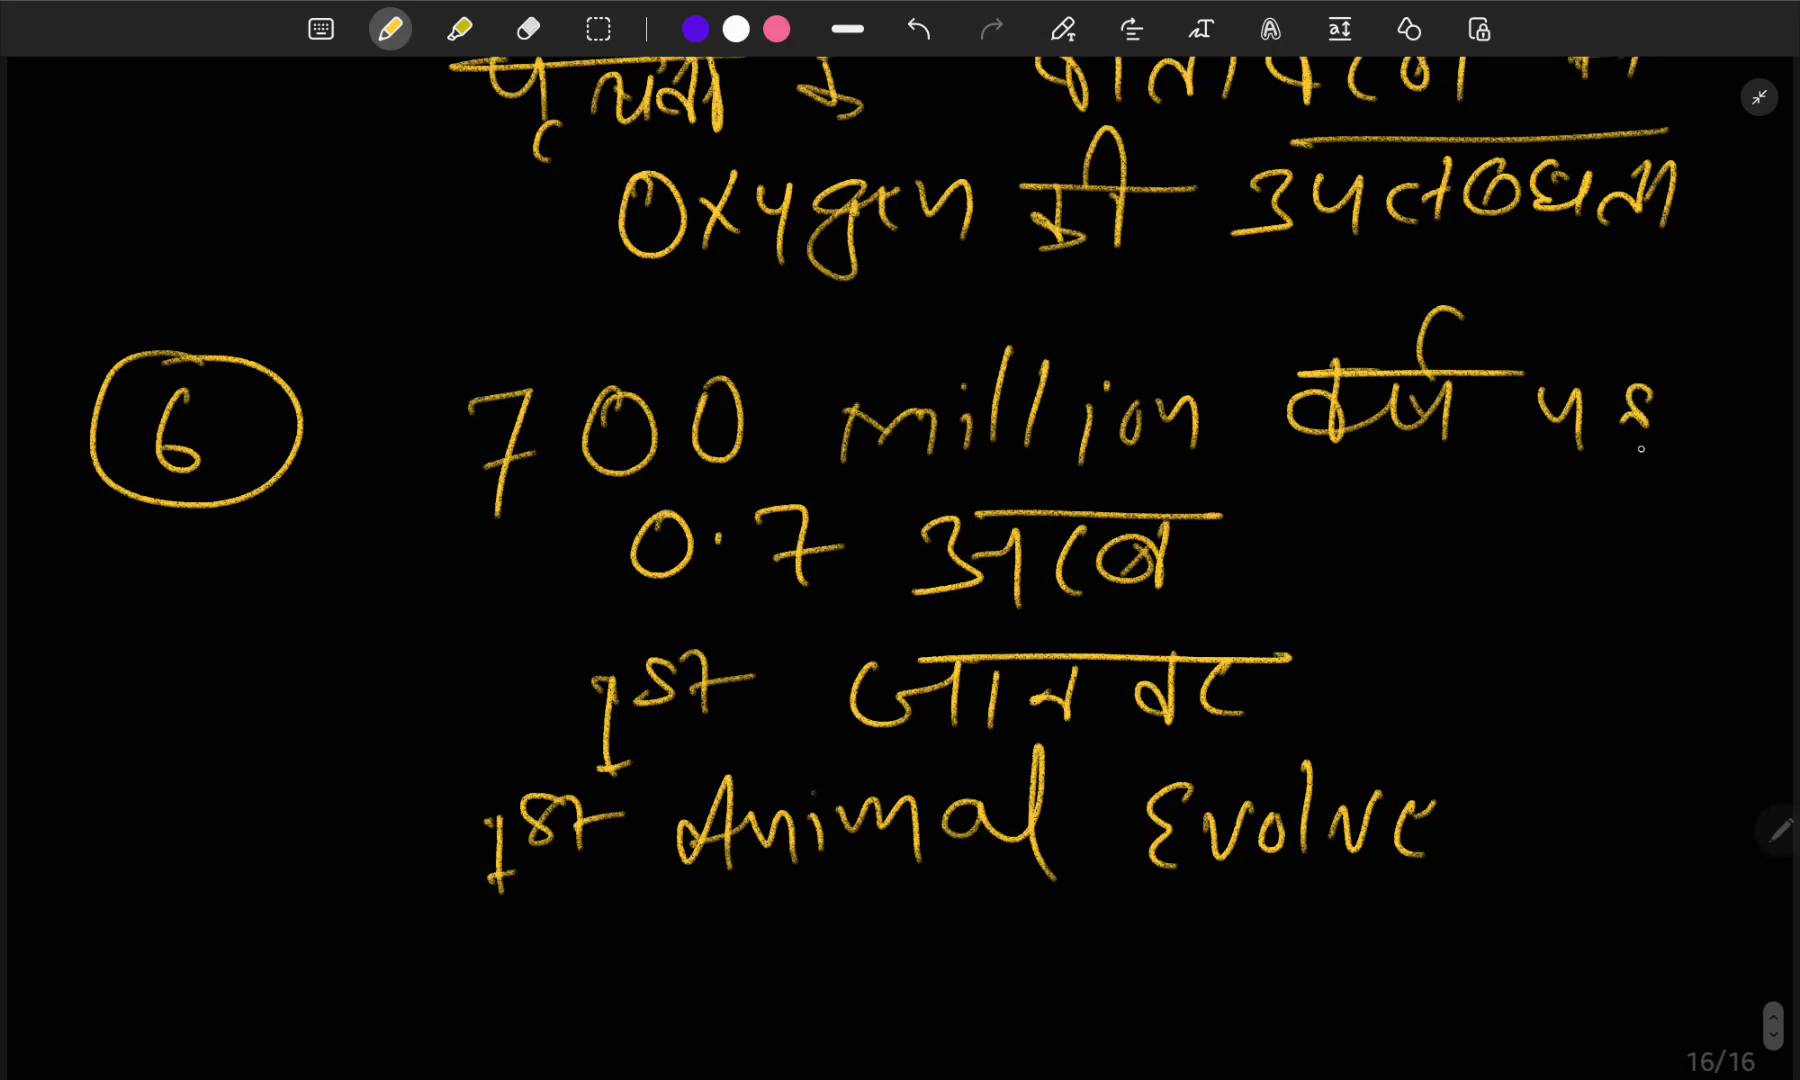 पृथ्वी के वातावरण में
Oxygen की उपलब्धता
6 700 million वर्ष पू॰
0.7 अरब
1st जानवर
1st Animal Evolve
16/16